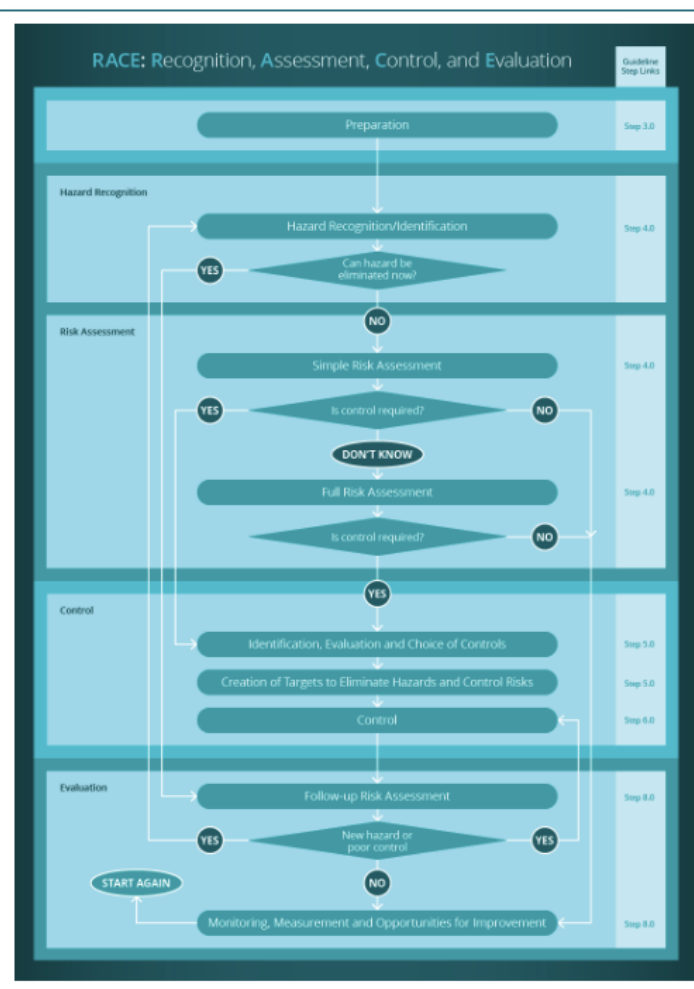 RACE: Recognition, Assessment, Control, and Evaluation
Guideline
Step Links
Preparation
Step 3.0
Hazard Recognition
Hazard Recognition/Identification
Step 4.0
YES
Can hazard be
eliminated now?
NO
Risk Assessment
Simple Risk Assessment
Step 4.0
YES
Is control required?
NO
DON'T KNOW
Full Risk Assessment
Step 4.0
Is control required?
NO
YES
Control
Identification, Evaluation and Choice of Controls
Step 5.0
Creation of Targets to Eliminate Hazards and Control Risks
Step 5.0
Control
Step 6.0
Evaluation
Follow-up Risk Assessment
Step 8.0
YES
New hazard or
poor control
YES
START AGAIN
NO
Monitoring, Measurement and Opportunities for Improvement
Step 8.0